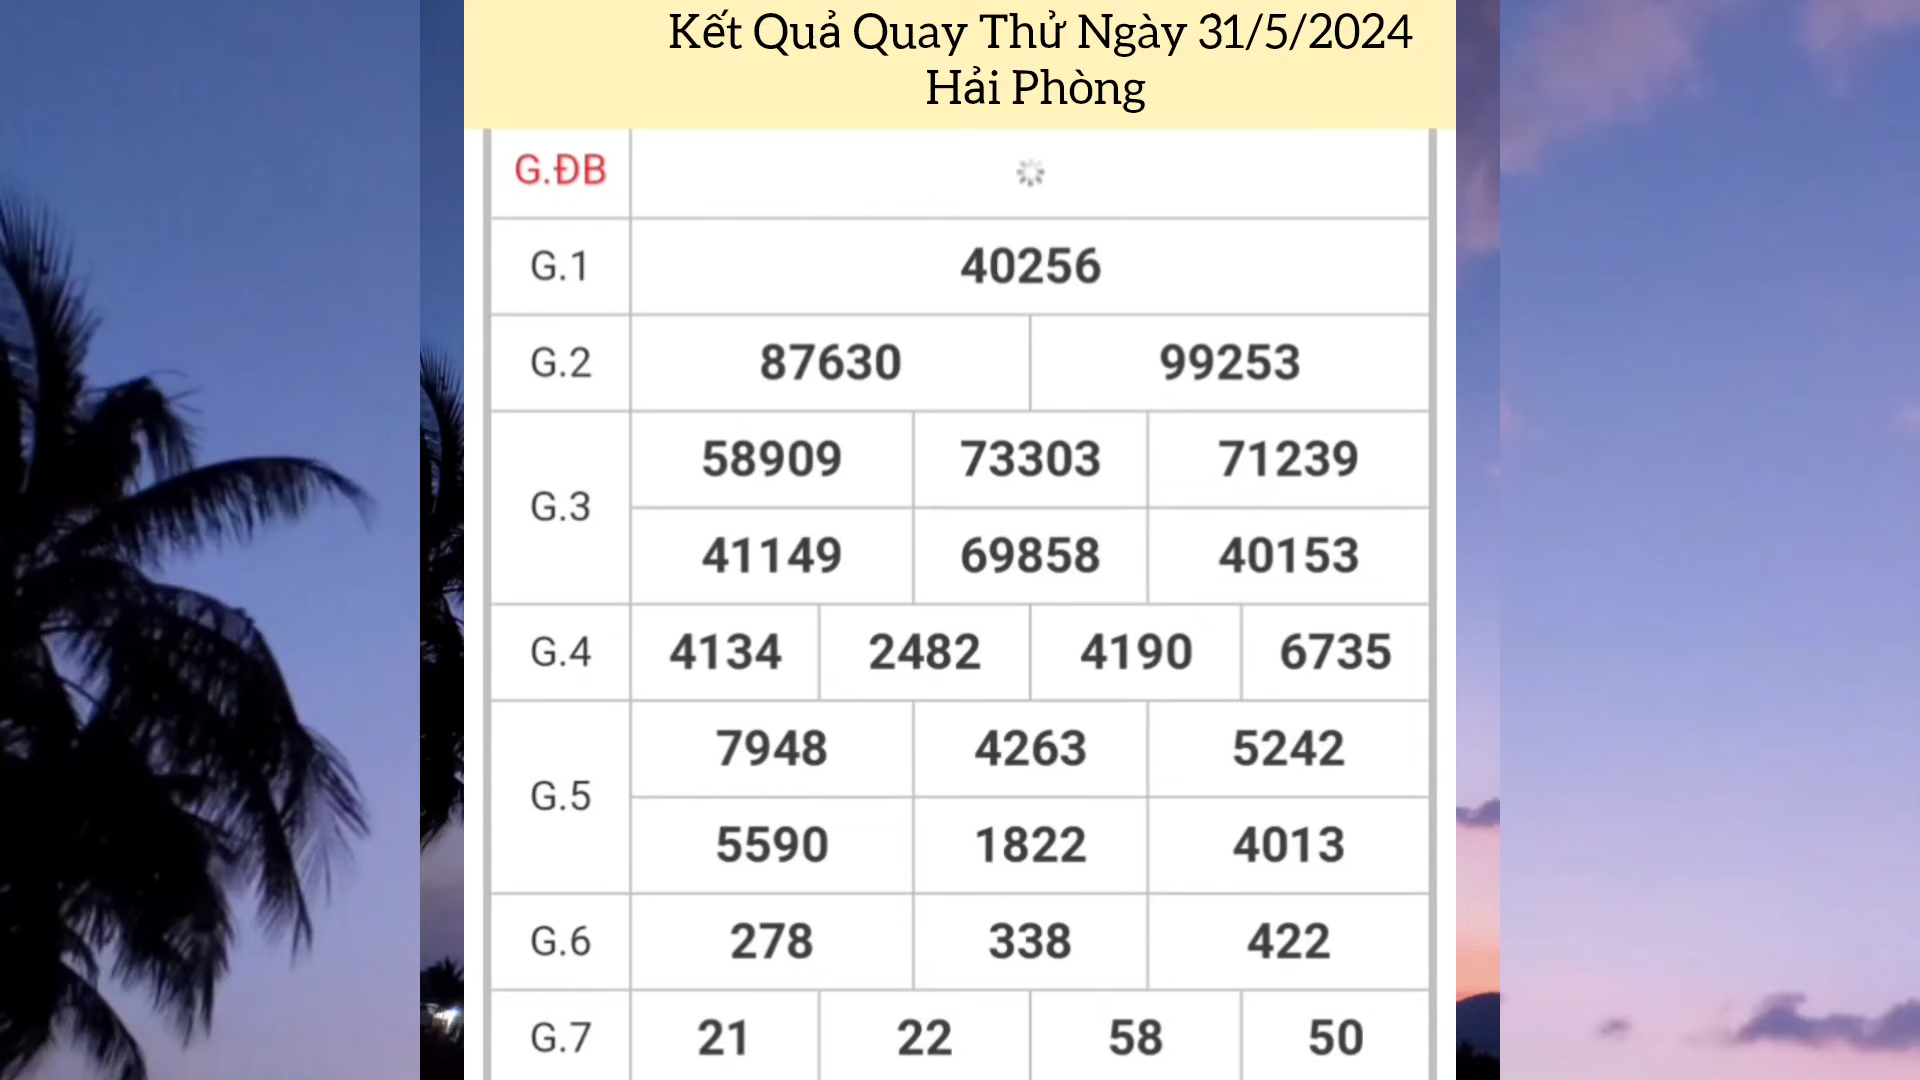 Kết Quả Quay Thử Ngày 31/5/2024
Hải Phòng
G.ĐB
G.1 40256
G.2 87630 99253
G.3
58909 73303 71239
41149 69858 40153
G.4 4134 2482 4190 6735
G.5
7948 4263 5242
5590 1822 4013
G.6 278 338 422
G.7 21 22 58 50